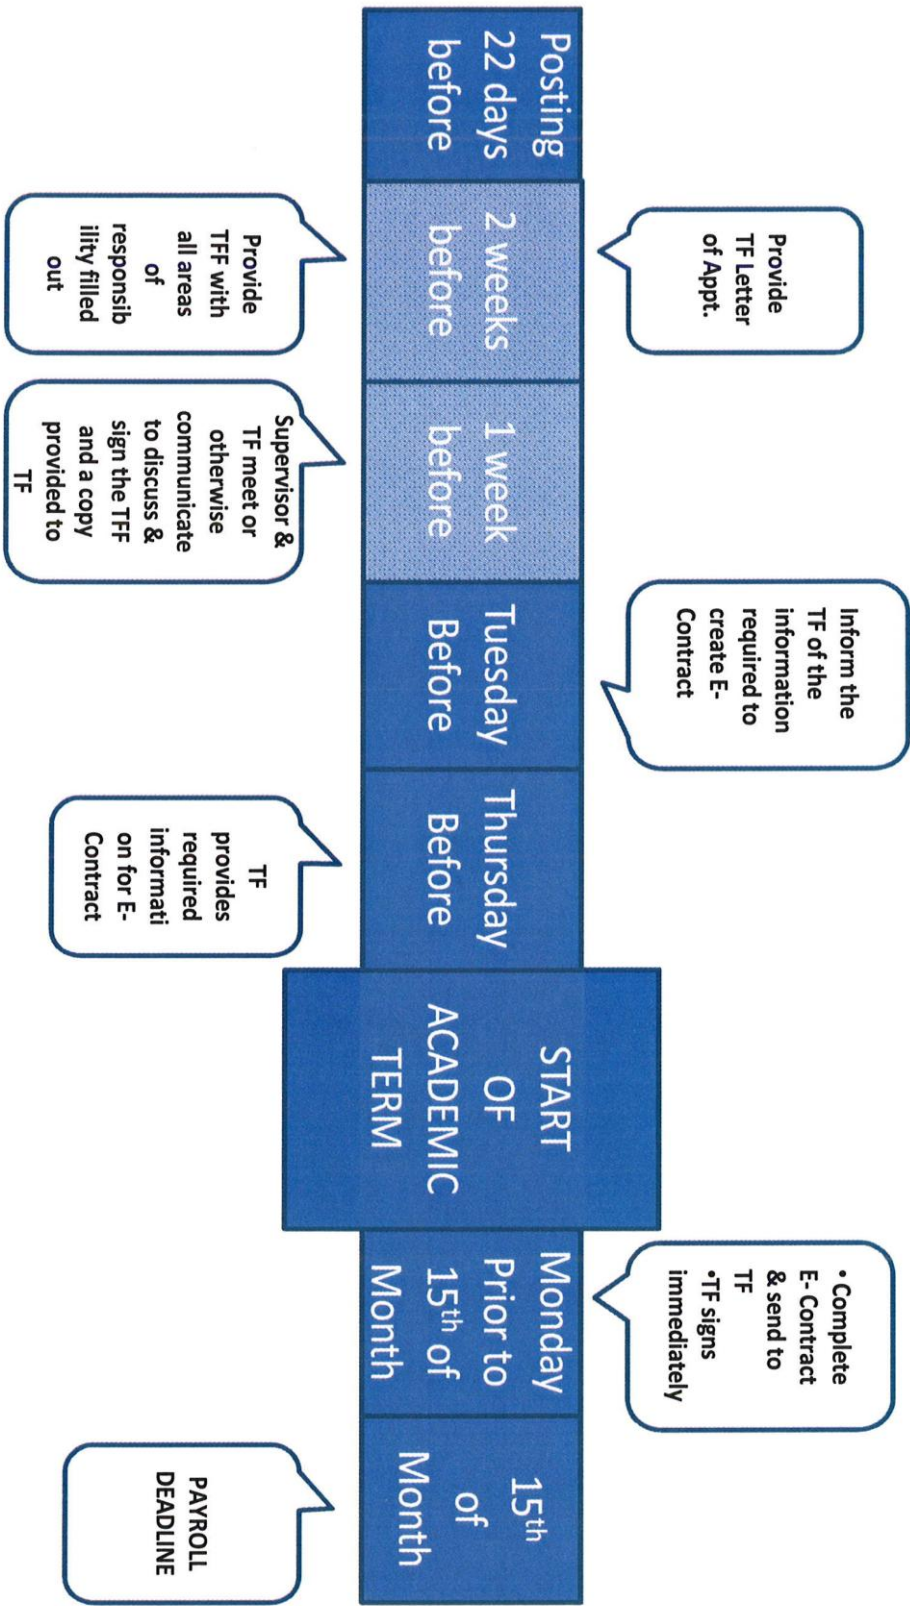 Provide
TF Letter
of Appt.
Inform the
TF of the
information
required to
create E-
Contract
• Complete
E- Contract
& send to
TF
•TF signs
immediately
Posting
22 days
before
2 weeks
before
1 week
before
Tuesday
Before
Thursday
Before
START
OF
ACADEMIC
TERM
Monday
Prior to
15th of
Month
15th
of
Month
Provide
TFF with
all areas
of
responsib
ility filled
out
Supervisor &
TF meet or
otherwise
communicate
to discuss &
sign the TFF
and a copy
provided to
TF
TF
provides
required
informati
on for E-
Contract
PAYROLL
DEADLINE